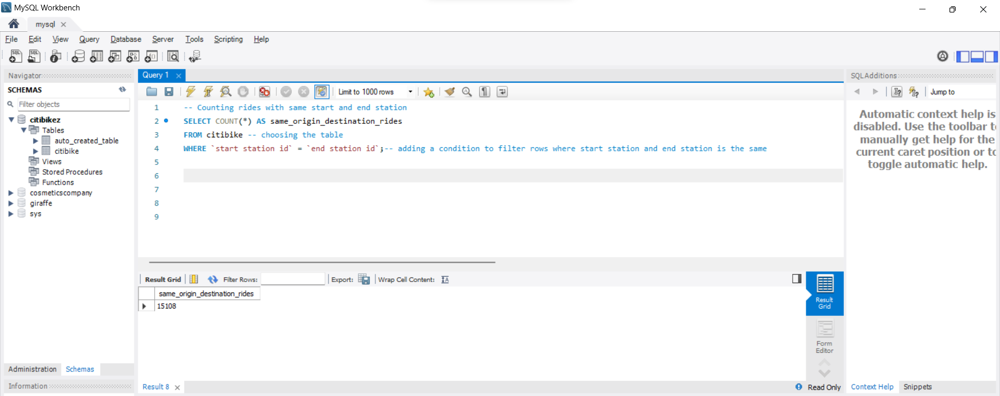 MySQL Workbench
mysql
File Edit View Query Database Server Tools Scripting Help
Navigator
SCHEMAS
Filter objects
citibikez
Tables
auto_created_table
citibike
Views
Stored Procedures
Functions
cosmeticscompany
giraffe
sys
Administration Schemas
Information
Query 1
Limit to 1000 rows
1 -- Counting rides with same start and end station
2 SELECT COUNT(*) AS same_origin_destination_rides
3 FROM citibike -- choosing the table
4 WHERE `start station id` = `end station id`;-- adding a condition to filter rows where start station and end station is the same
5
6
7
8
9
Result Grid Filter Rows: Export: Wrap Cell Content:
same_origin_destination_rides
15108
Result
Grid
Form
Editor
Result 8
Read Only
SQLAdditions
Jump to
Automatic context help is
disabled. Use the toolbar t
manually get help for the
current caret position or to
toggle automatic help.
Context Help Snippets